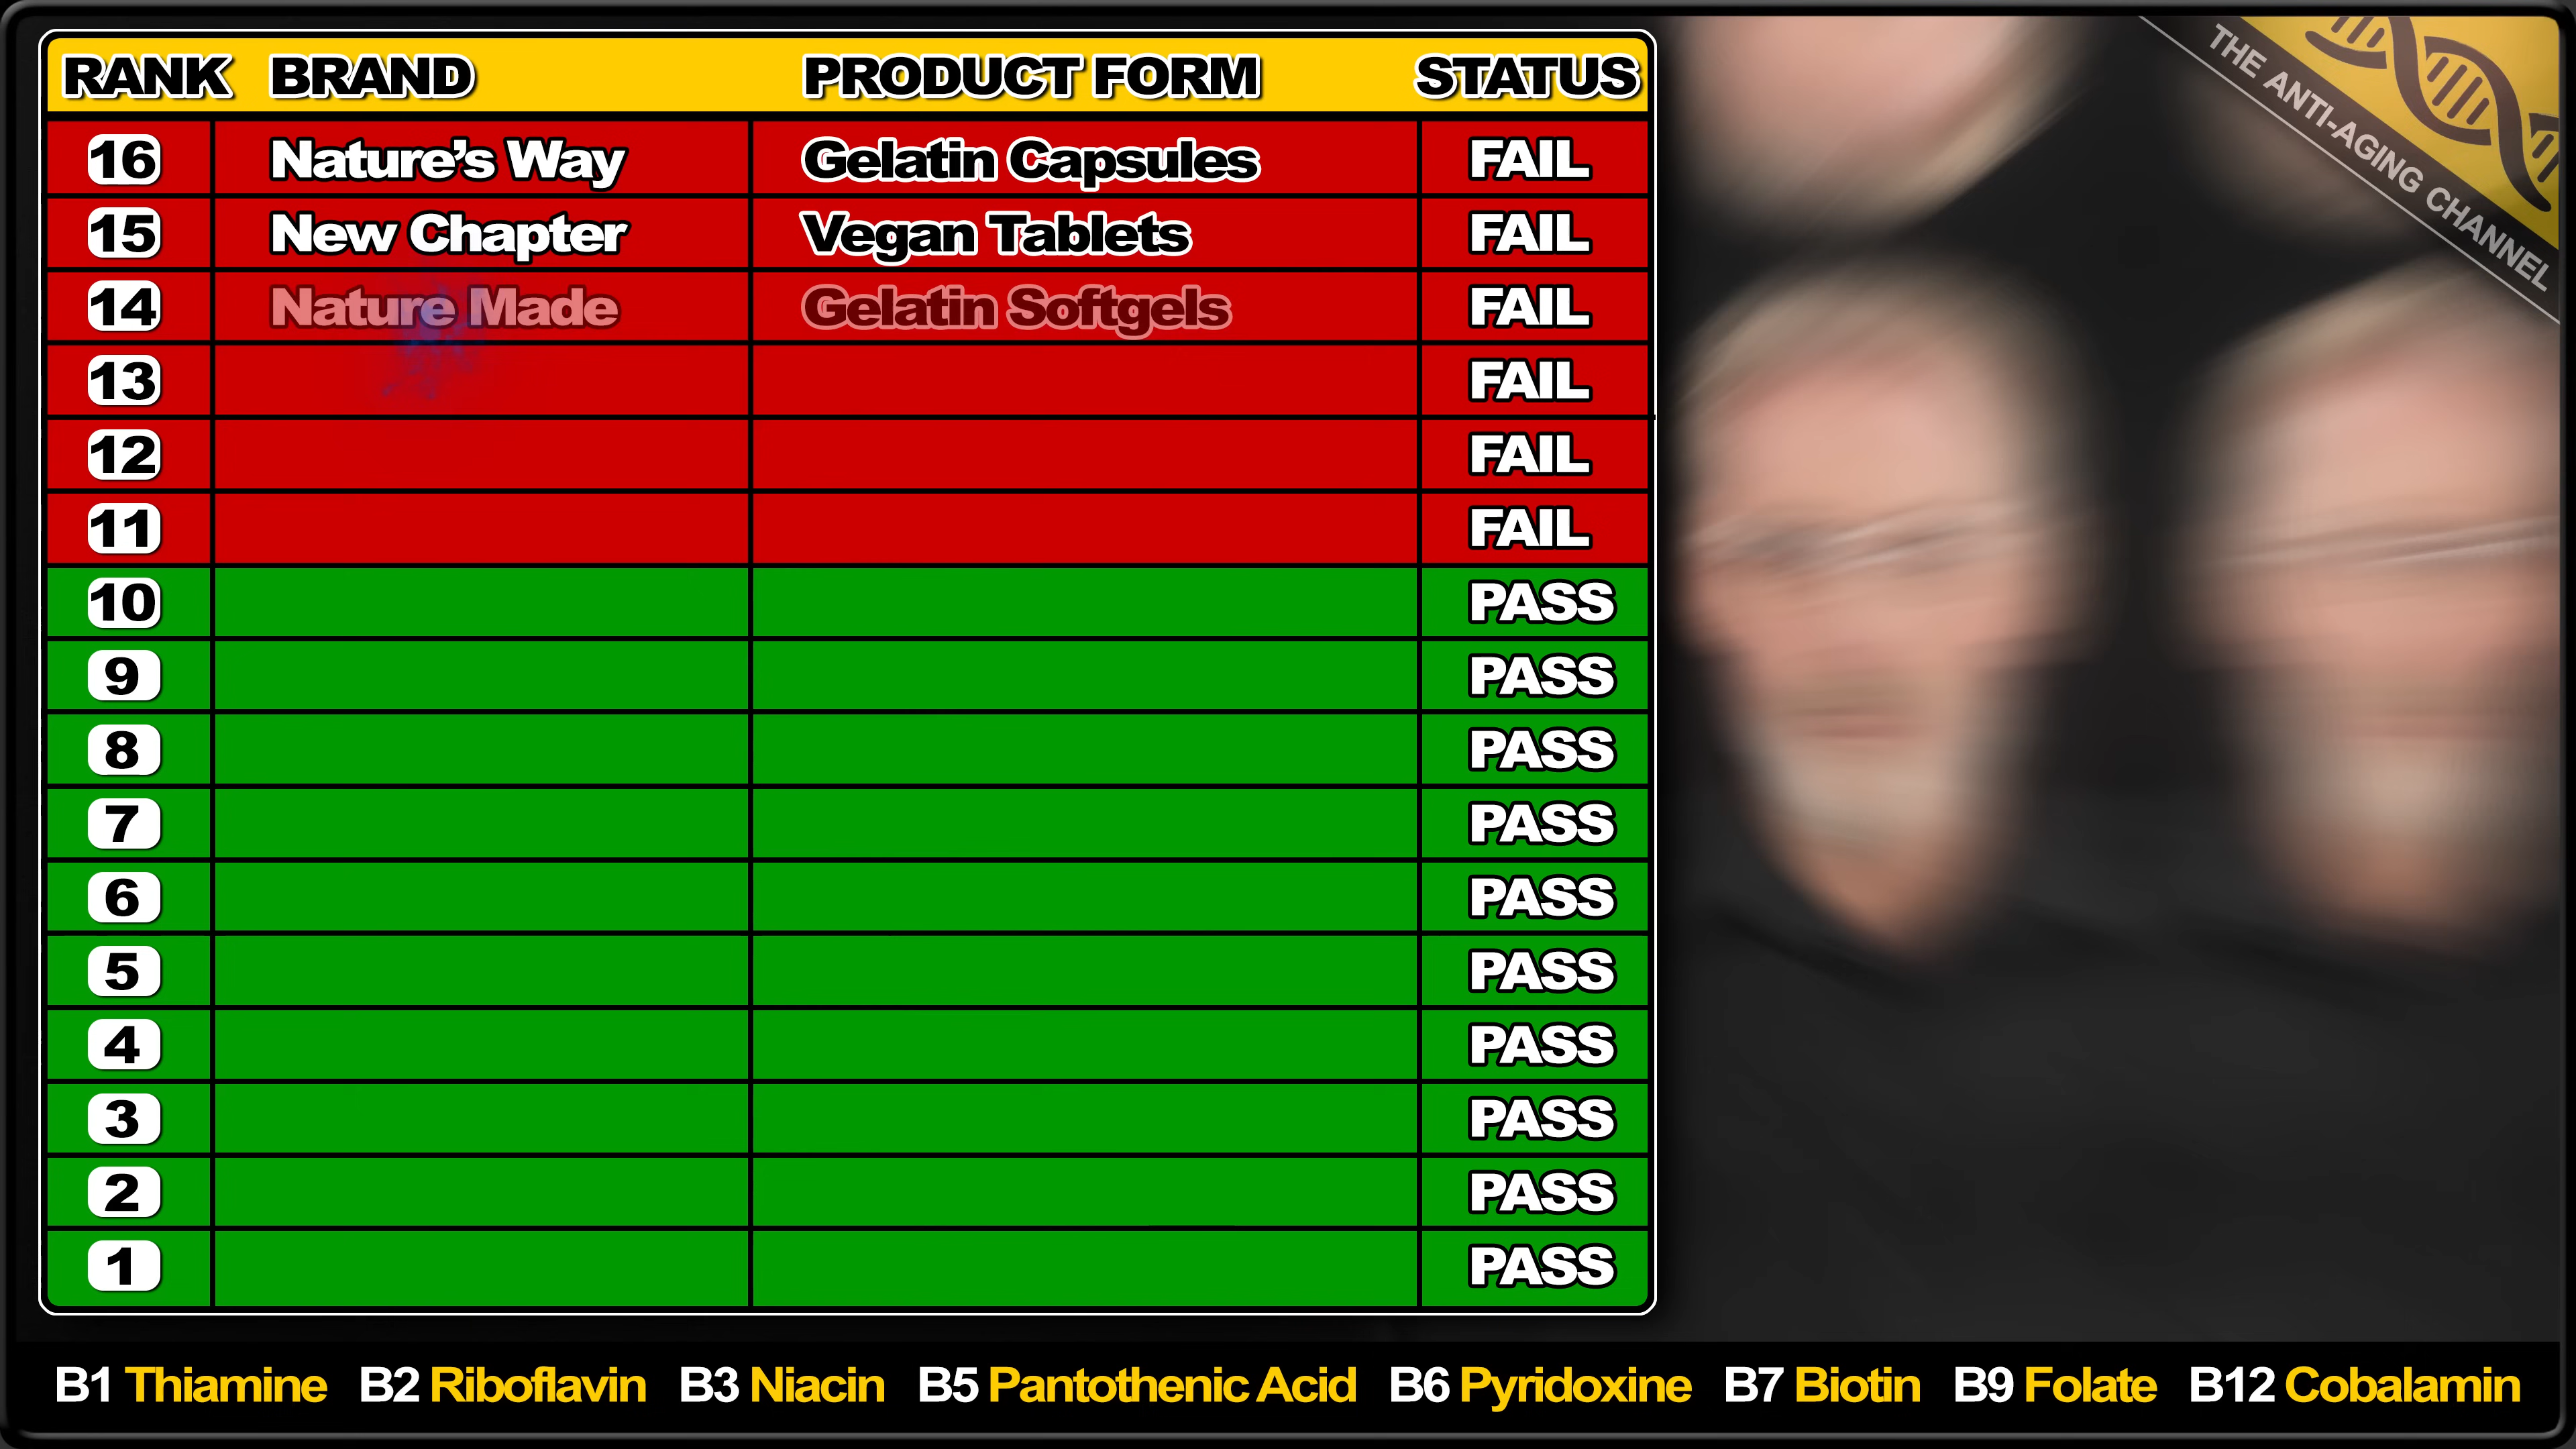 RANK BRAND PRODUCT FORM STATUS
16 Nature's Way Gelatin Capsules FAIL
15 New Chapter Vegan Tablets FAIL
14 Nature Made Gelatin Softgels FAIL
13 FAIL
12 FAIL
11 FAIL
10 PASS
9 PASS
8 PASS
7 PASS
6 PASS
5 PASS
4 PASS
3 PASS
2 PASS
1 PASS
THE ANTI-AGING CHANNEL
B1 Thiamine B2 Riboflavin B3 Niacin B5 Pantothenic Acid B6 Pyridoxine B7 Biotin B9 Folate B12 Cobalamin